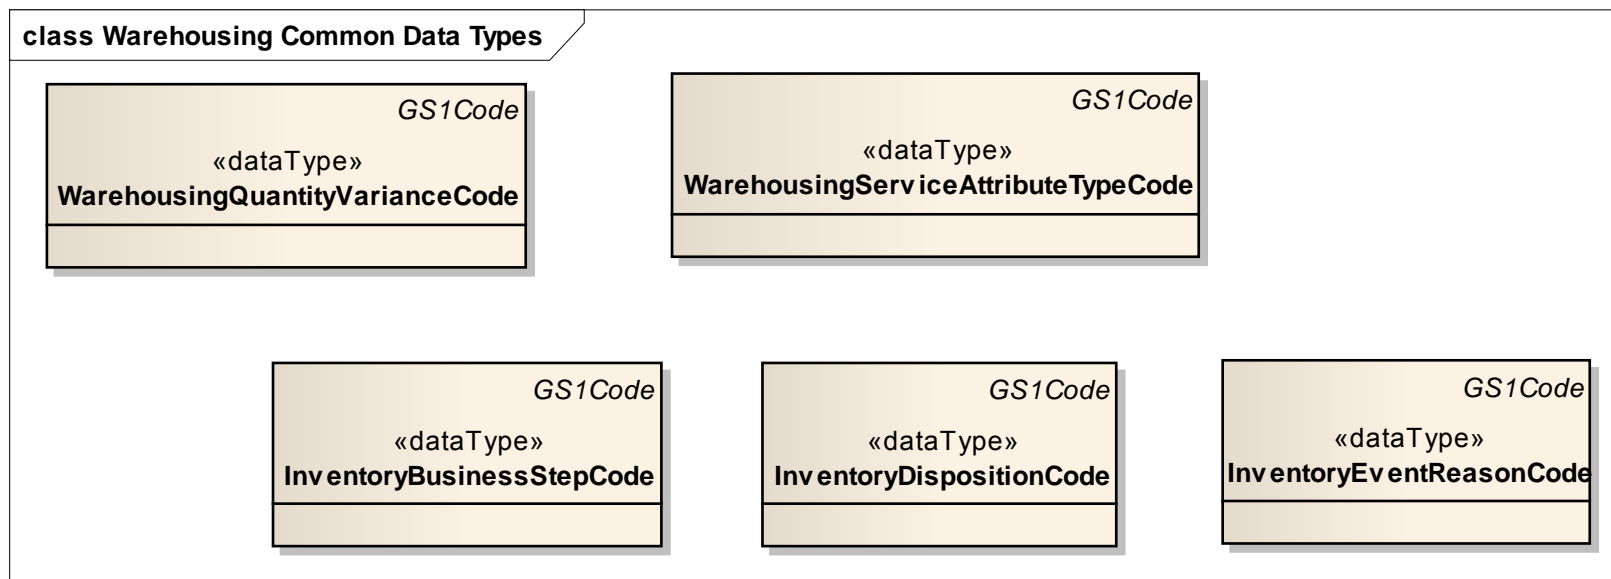 class Warehousing Common Data Types
GS1Code
«dataType»
WarehousingQuantityVarianceCode
GS1Code
«dataType»
WarehousingServiceAttributeTypeCode
GS1Code
«dataType»
InventoryBusinessStepCode
GS1Code
«dataType»
InventoryDispositionCode
GS1Code
«dataType»
InventoryEventReasonCode